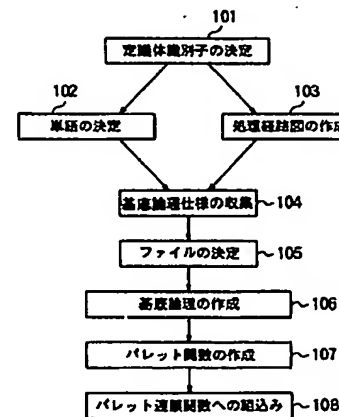 101
定義体識別子の決定
102
103
単語の決定
処理経路図の作成
基底論理仕様の収集
104
ファイルの決定
105
基底論理の作成
106
パレット関数の作成
107
パレット連鎖関数への組込み
108